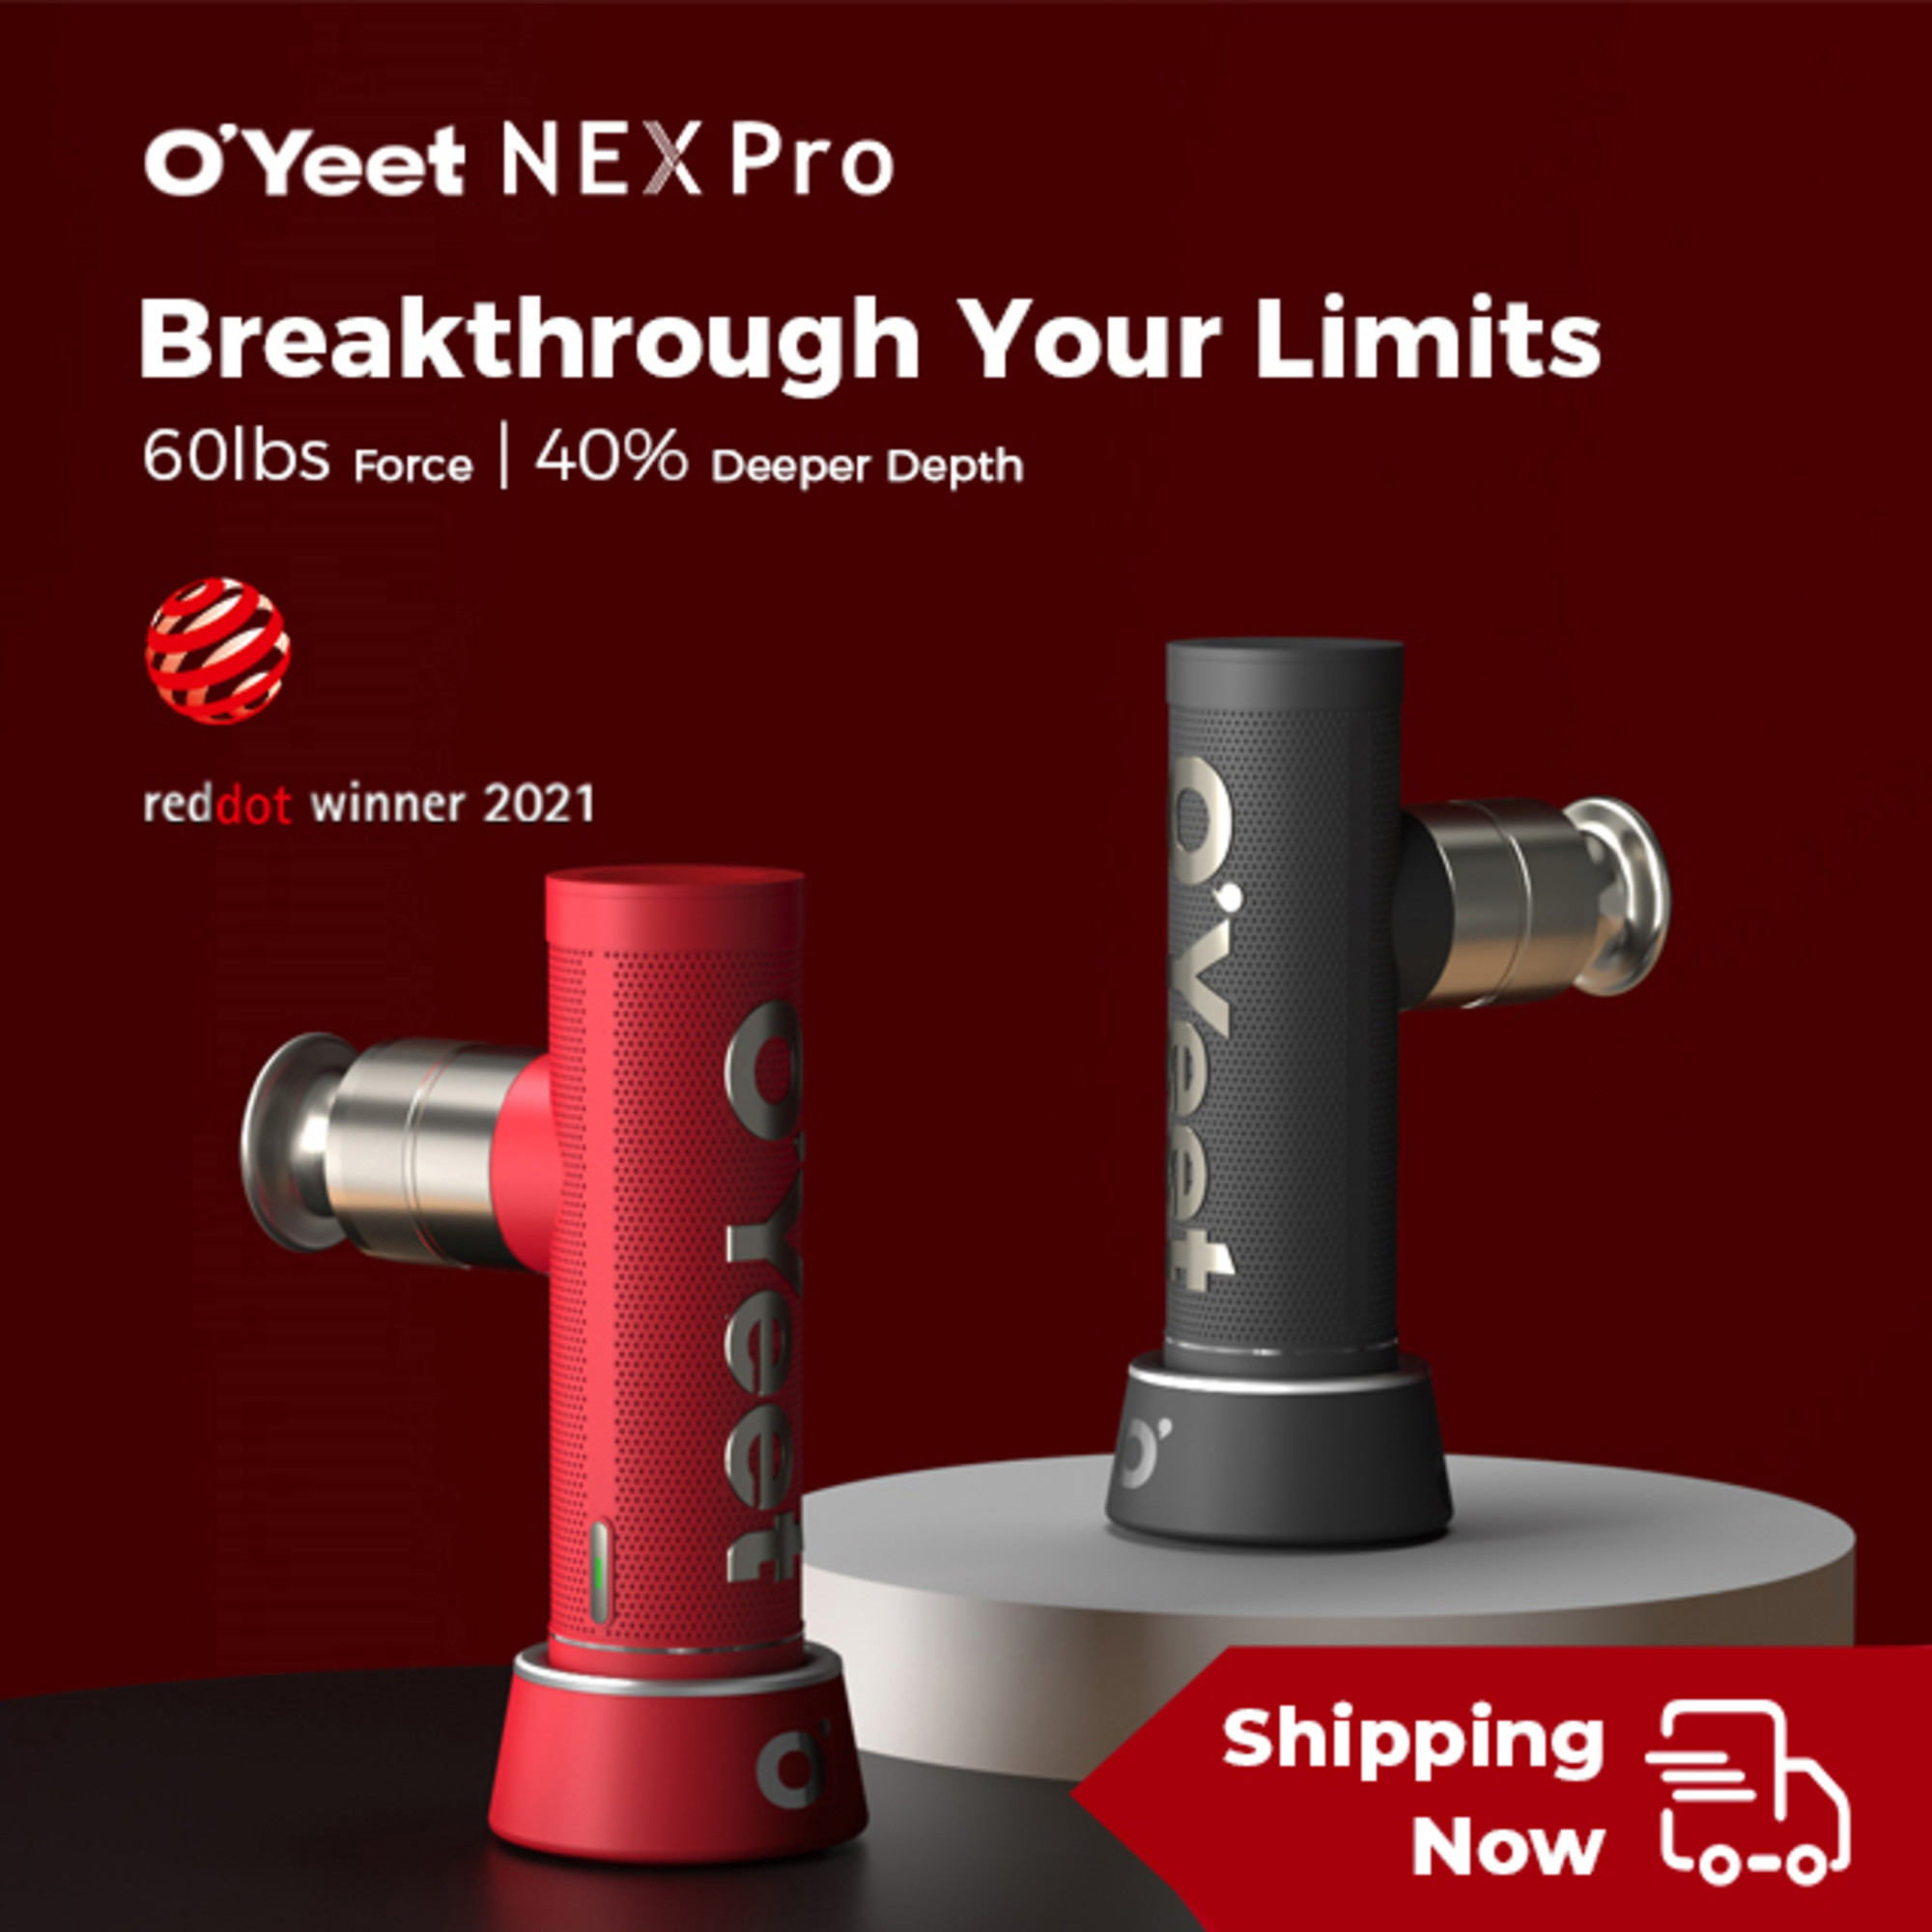 O'Yeet NEX Pro
Breakthrough Your Limits
60lbs Force | 40% Deeper Depth
reddot winner 2021
O'Yeet
O'Yeet
O'
O'
Shipping
Now